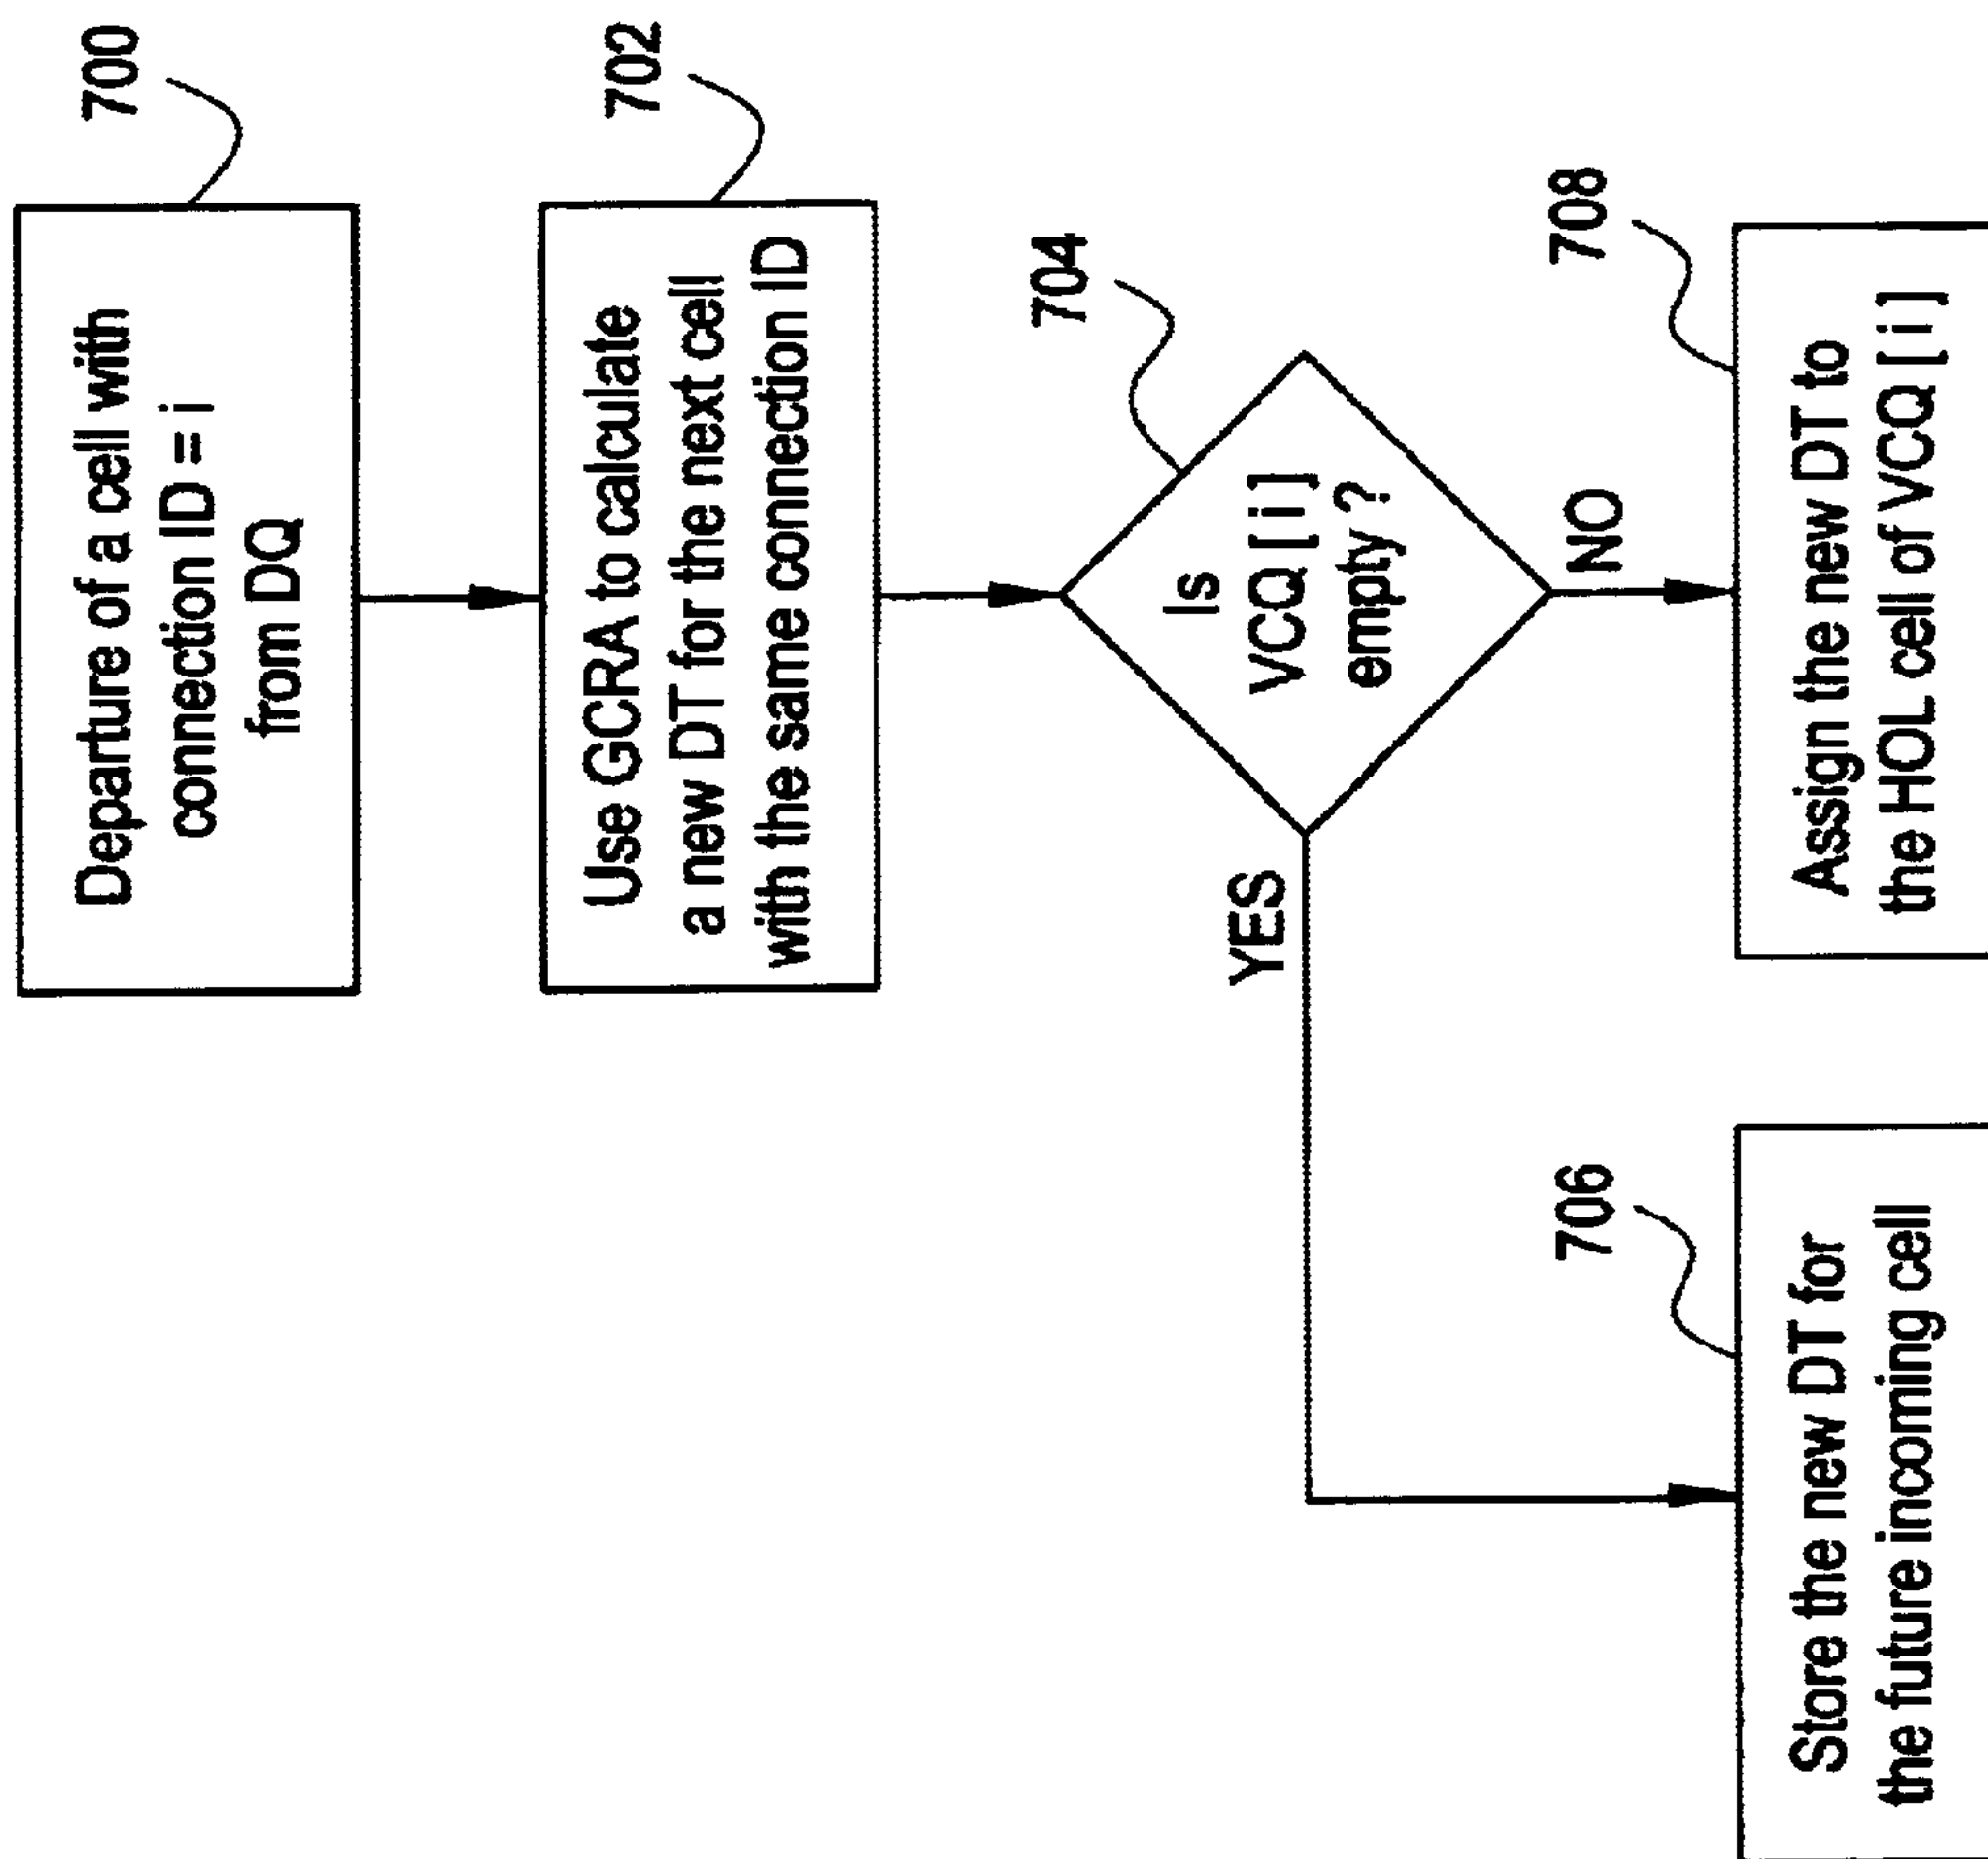 700
Departure of a cell with
connection ID = i
from DQ
702
Use GCRA to calculate
a new DT for the next cell
with the same connection ID
704
Is
VCQ [ i ]
empty ?
YES
NO
706
Store the new DT for
the future incoming cell
708
Assign the new DT to
the HOL cell of VCQ [ i ]